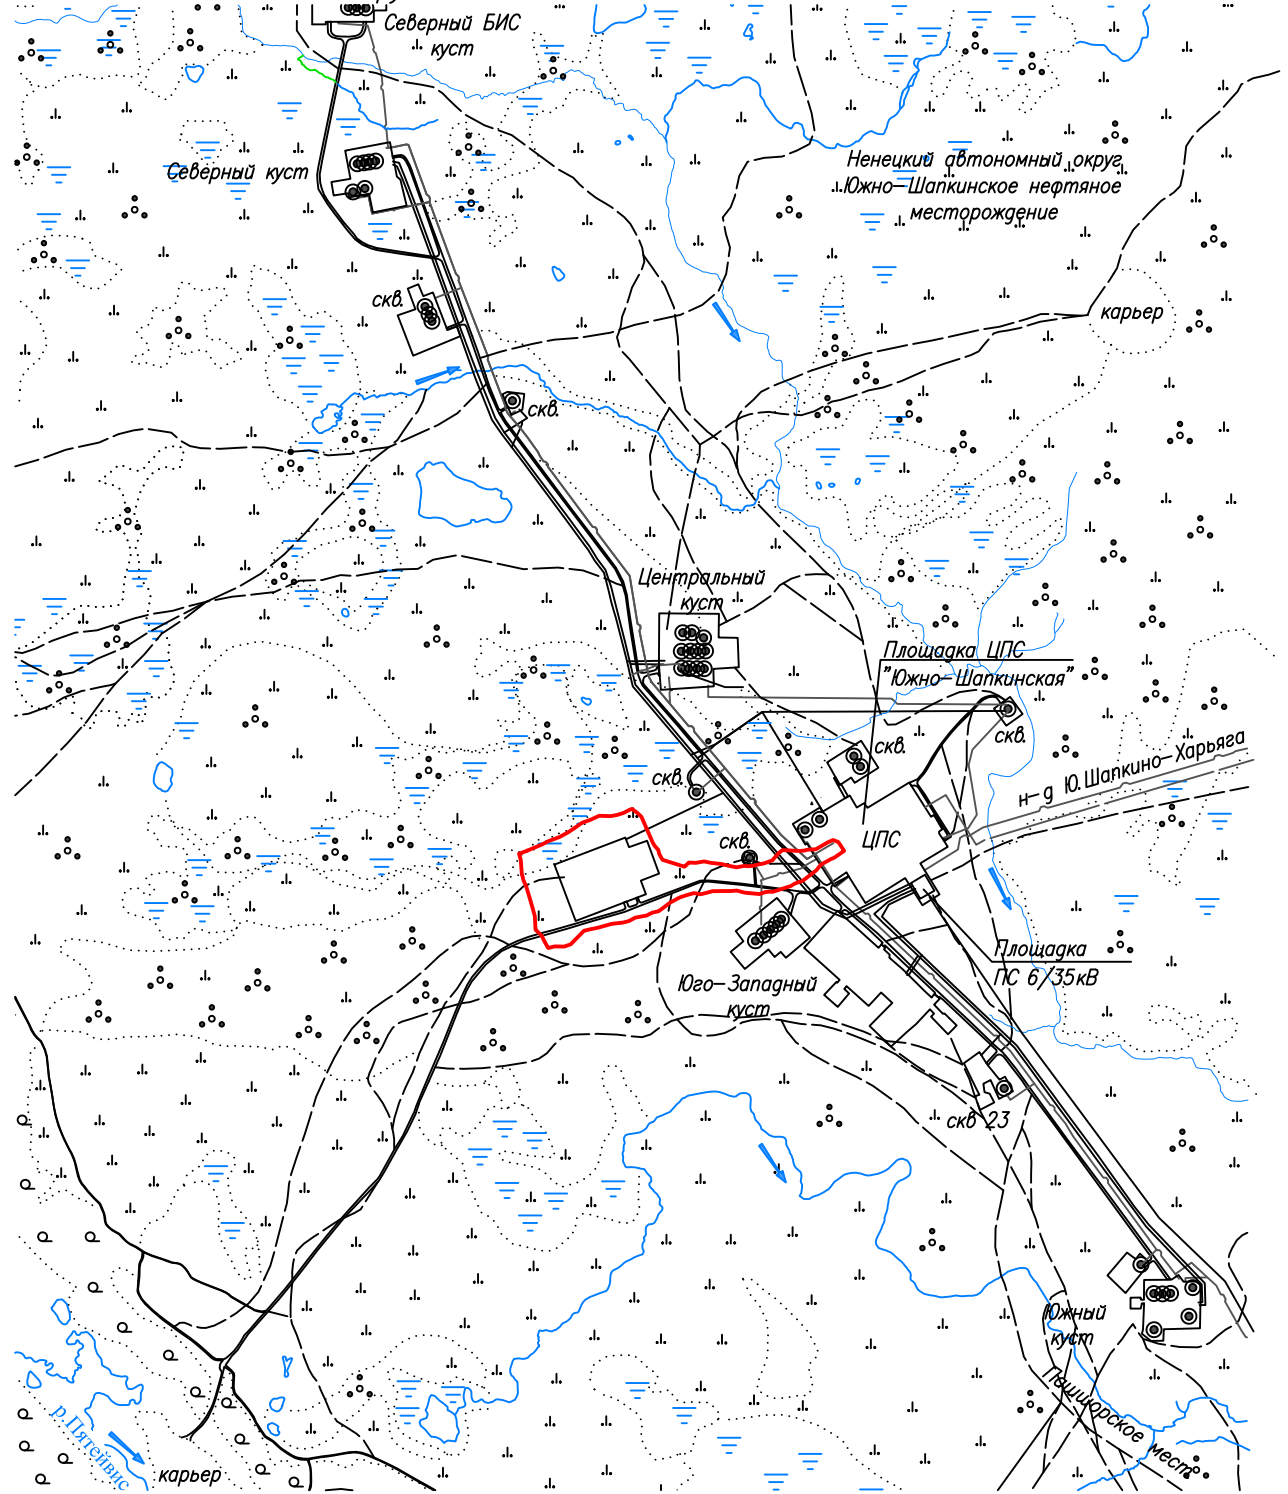 Северный БИС
куст
Северный куст
Ненецкий автономный округ,
Южно-Шапкинское нефтяное
месторождение
скв.
карьер
скв.
Центральный
куст
Площадка ЦПС
"Южно-Шапкинская"
скв.
скв.
н-д Ю.Шапкино-Харьяга
скв.
скв.
ЦПС
Площадка
ПС 6/35кВ
Юго-Западный
куст
скв 23
Южный
куст
Пашшорское мест.
р.Пятейвис
карьер